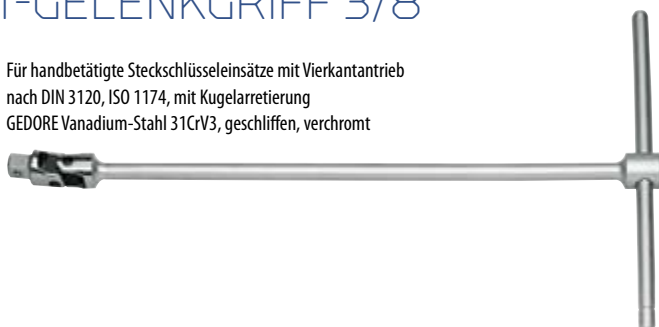 T-GELENKGRIFF 3/8
Für handbetätigte Steckschlüsseleinsätze mit Vierkantantrieb
nach DIN 3120, ISO 1174, mit Kugelarretierung
GEDORE Vanadium-Stahl 31CrV3, geschliffen, verchromt